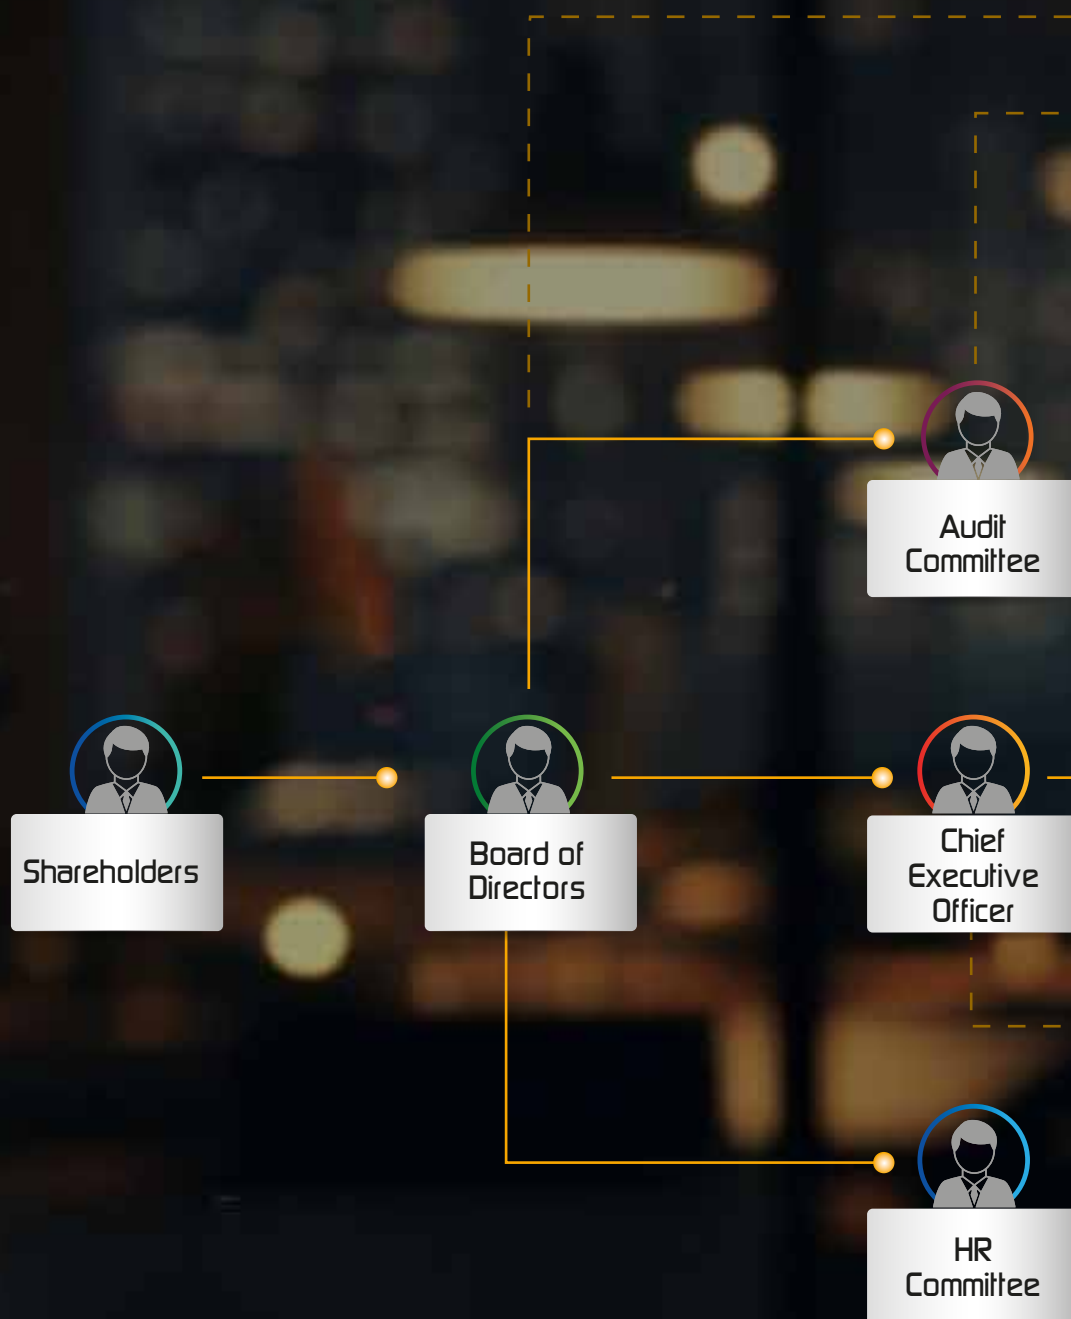 Audit
Committee
Shareholders
Board of
Directors
Chief
Executive
Officer
HR
Committee